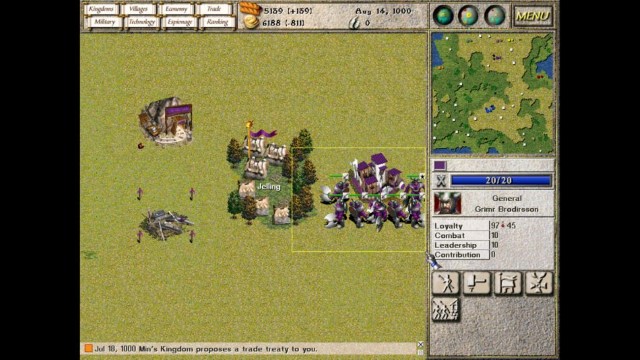 Kingdoms Villages Economy Trade
Military Technology Espionage Ranking
5139 (+139) Aug 14, 1000
6188 (-811) 0
MENU
Jeling
20/20
General
Grimr Brodirsson
Loyalty 97 45
Combat 10
Leadership 10
Contribution 0
Jul 18, 1000 Min's Kingdom proposes a trade treaty to you.